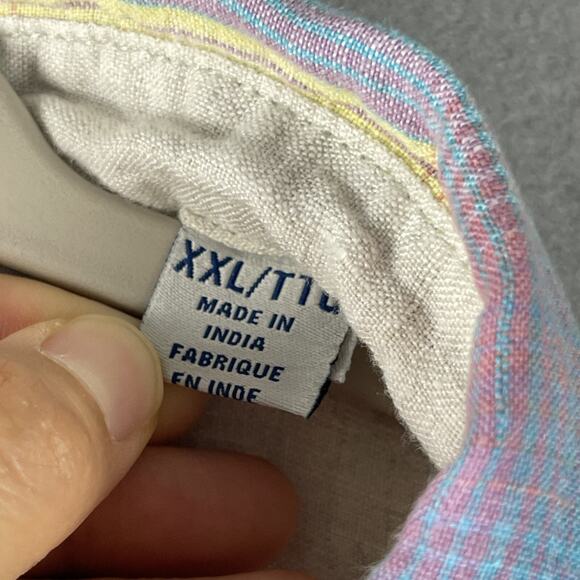 XXL/TTG
MADE IN
INDIA
FABRIQUE
EN INDE